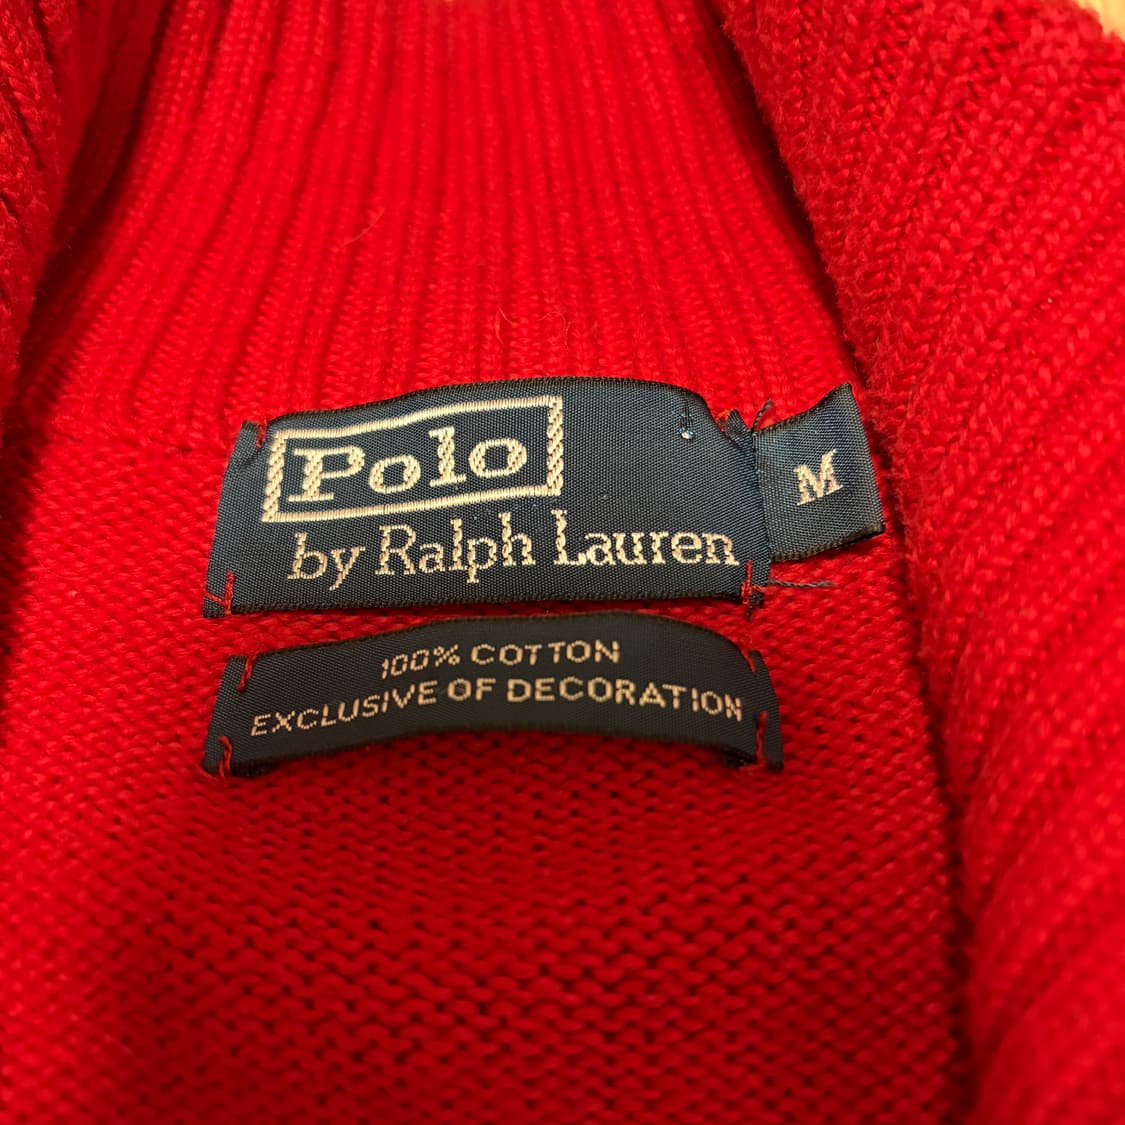 Polo
by Ralph Lauren
M
100% COTTON
EXCLUSIVE OF DECORATION